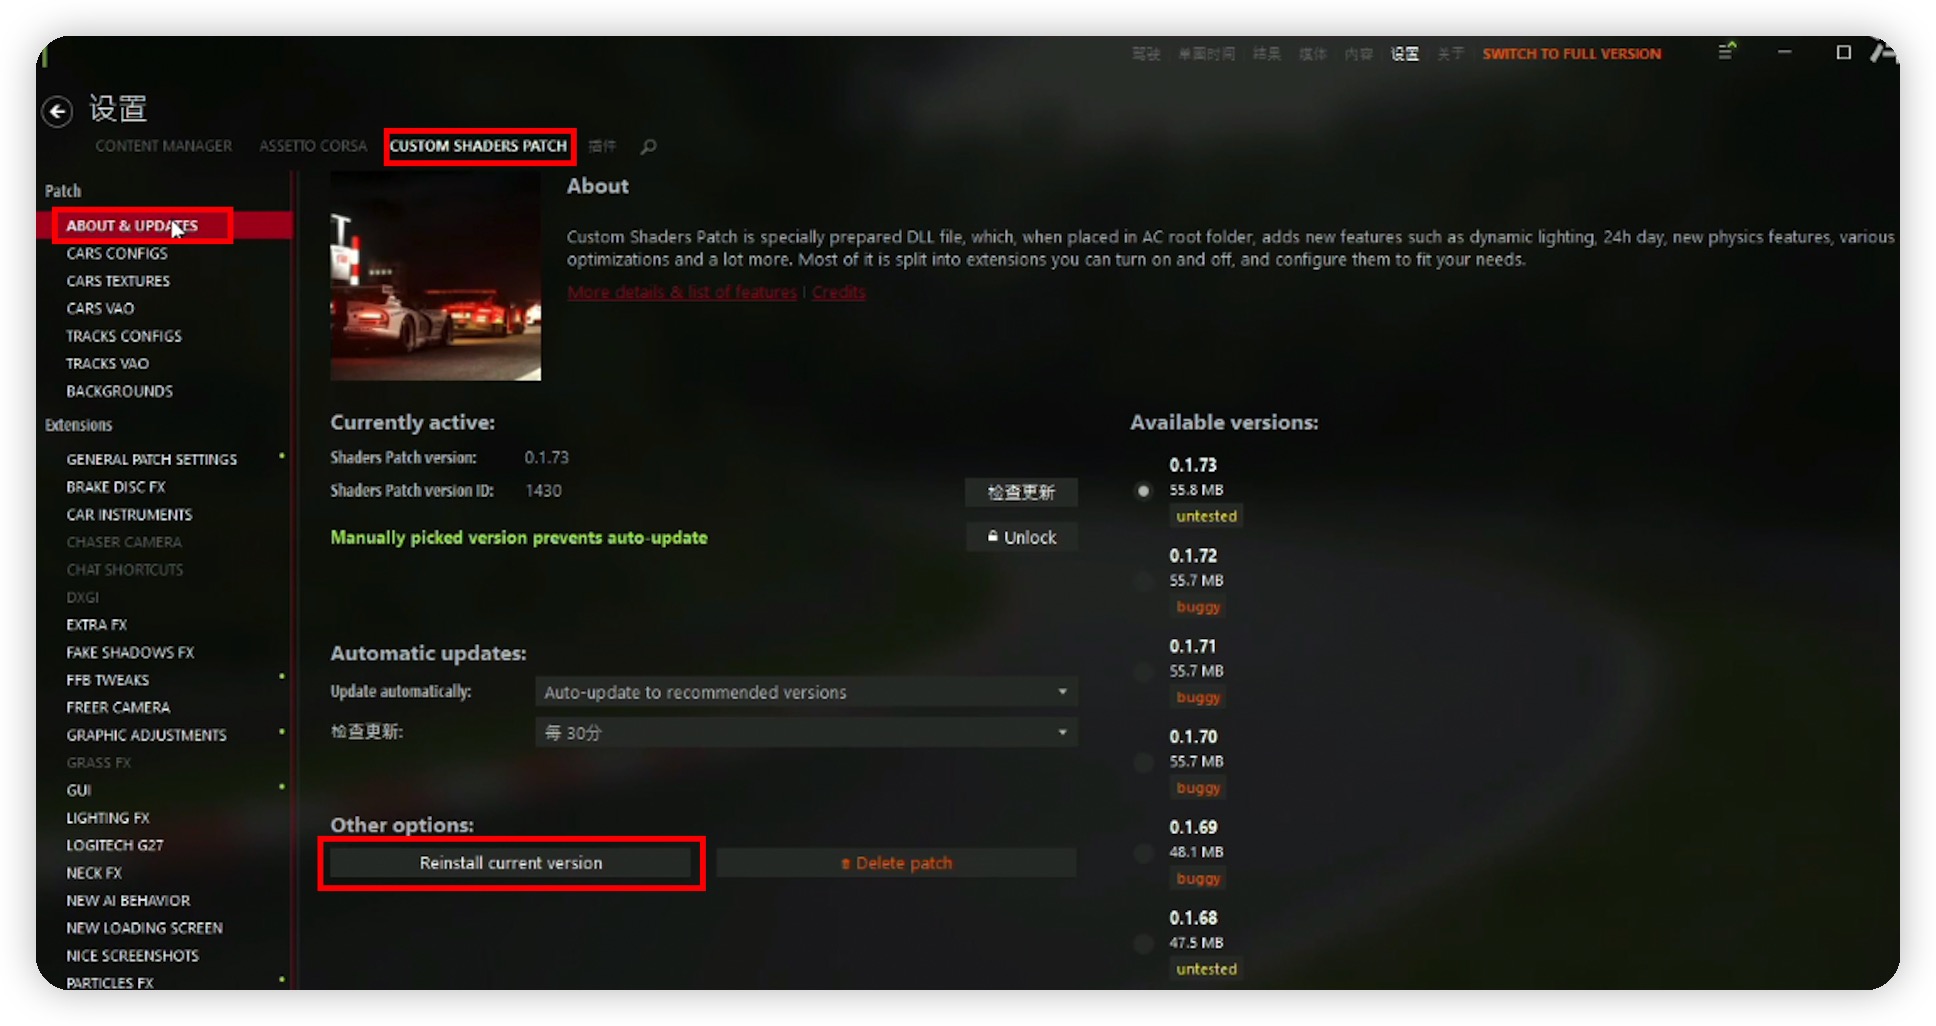 驾驶 单圈时间 结果 媒体 内容 设置 关于 SWITCH TO FULL VERSION
设置
CONTENT MANAGER ASSETTO CORSA CUSTOM SHADERS PATCH 插件
Patch
ABOUT & UPDATES
CARS CONFIGS
CARS TEXTURES
CARS VAO
TRACKS CONFIGS
TRACKS VAO
BACKGROUNDS
Extensions
GENERAL PATCH SETTINGS
BRAKE DISC FX
CAR INSTRUMENTS
CHASER CAMERA
CHAT SHORTCUTS
DXGI
EXTRA FX
FAKE SHADOWS FX
FFB TWEAKS
FREER CAMERA
GRAPHIC ADJUSTMENTS
GRASS FX
GUI
LIGHTING FX
LOGITECH G27
NECK FX
NEW AI BEHAVIOR
NEW LOADING SCREEN
NICE SCREENSHOTS
PARTICLES FX
About
Custom Shaders Patch is specially prepared DLL file, which, when placed in AC root folder, adds new features such as dynamic lighting, 24h day, new physics features, various
optimizations and a lot more. Most of it is split into extensions you can turn on and off, and configure them to fit your needs.
More details & list of features | Credits
Currently active:
Shaders Patch version: 0.1.73
Shaders Patch version ID: 1430
检查更新
Manually picked version prevents auto-update
Unlock
Automatic updates:
Update automatically: Auto-update to recommended versions
检查更新: 每 30分
Other options:
Reinstall current version
Delete patch
Available versions:
0.1.73
55.8 MB
untested
0.1.72
55.7 MB
buggy
0.1.71
55.7 MB
buggy
0.1.70
55.7 MB
buggy
0.1.69
48.1 MB
buggy
0.1.68
47.5 MB
untested